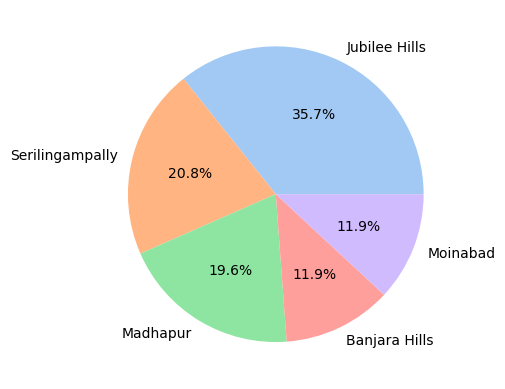 Jubilee Hills
35.7%
Serilingampally
20.8%
Madhapur
19.6%
Banjara Hills
11.9%
Moinabad
11.9%